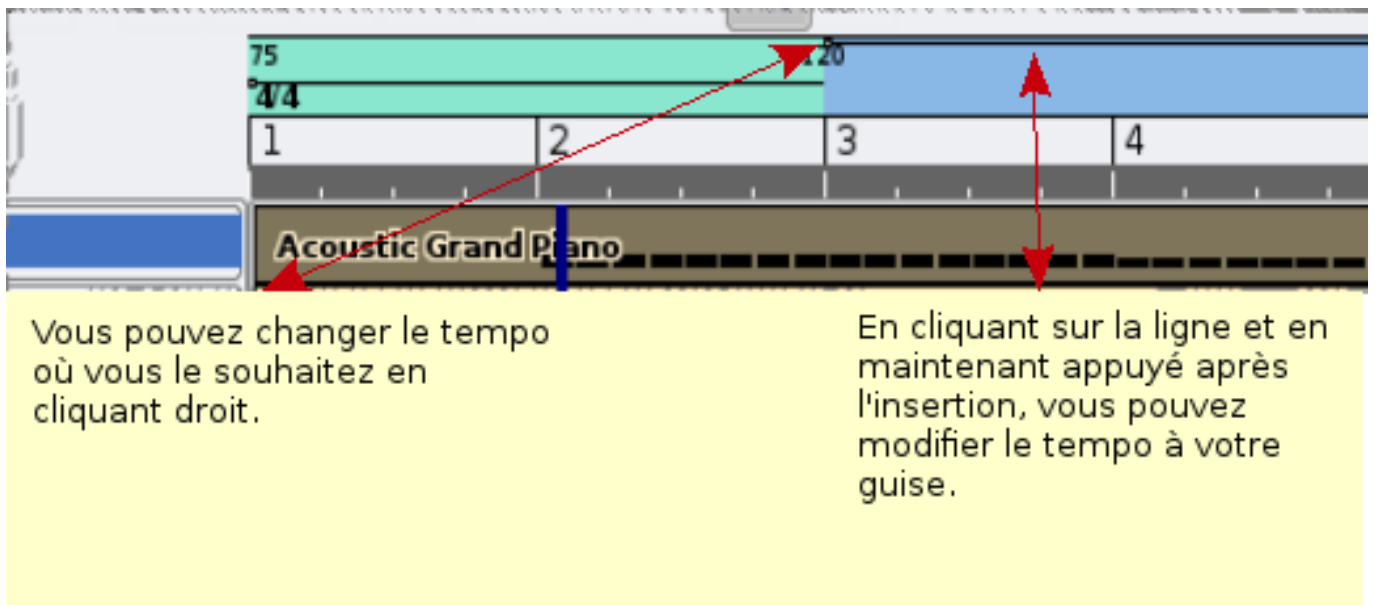 75
120
4/4
1 2 3 4
Acoustic Grand Piano
Vous pouvez changer le tempo
où vous le souhaitez en
cliquant droit.
En cliquant sur la ligne et en
maintenant appuyé après
l'insertion, vous pouvez
modifier le tempo à votre
guise.